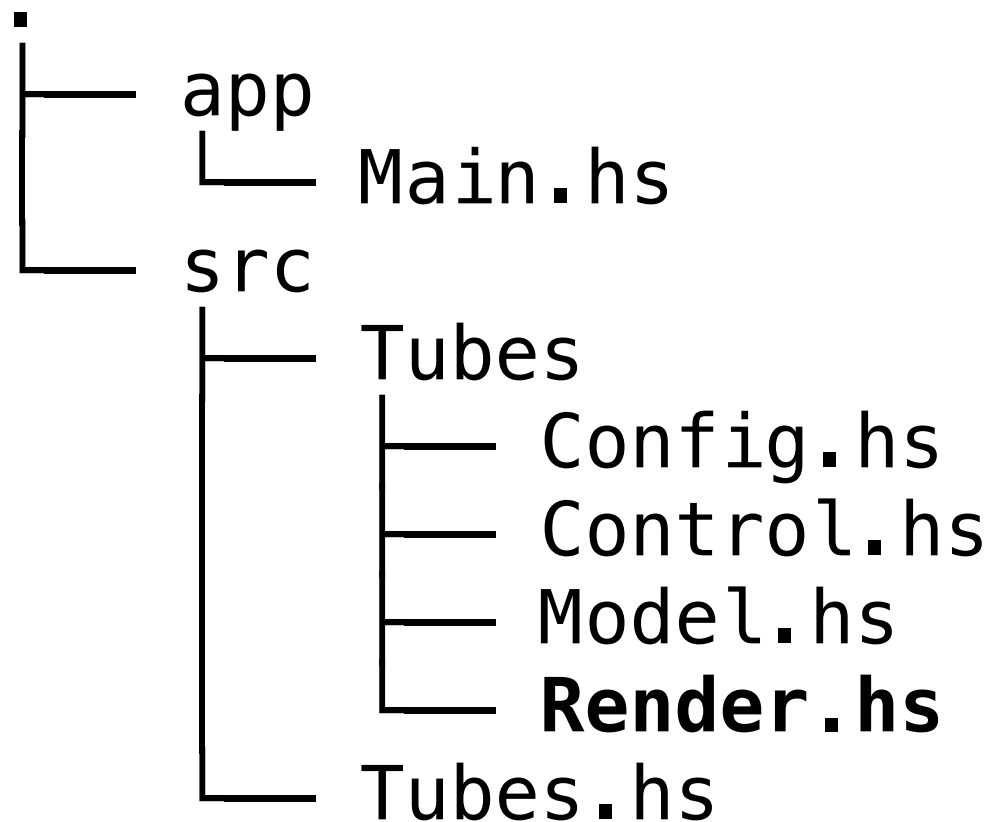 .
app
Main.hs
src
Tubes
Config.hs
Control.hs
Model.hs
Render.hs
Tubes.hs